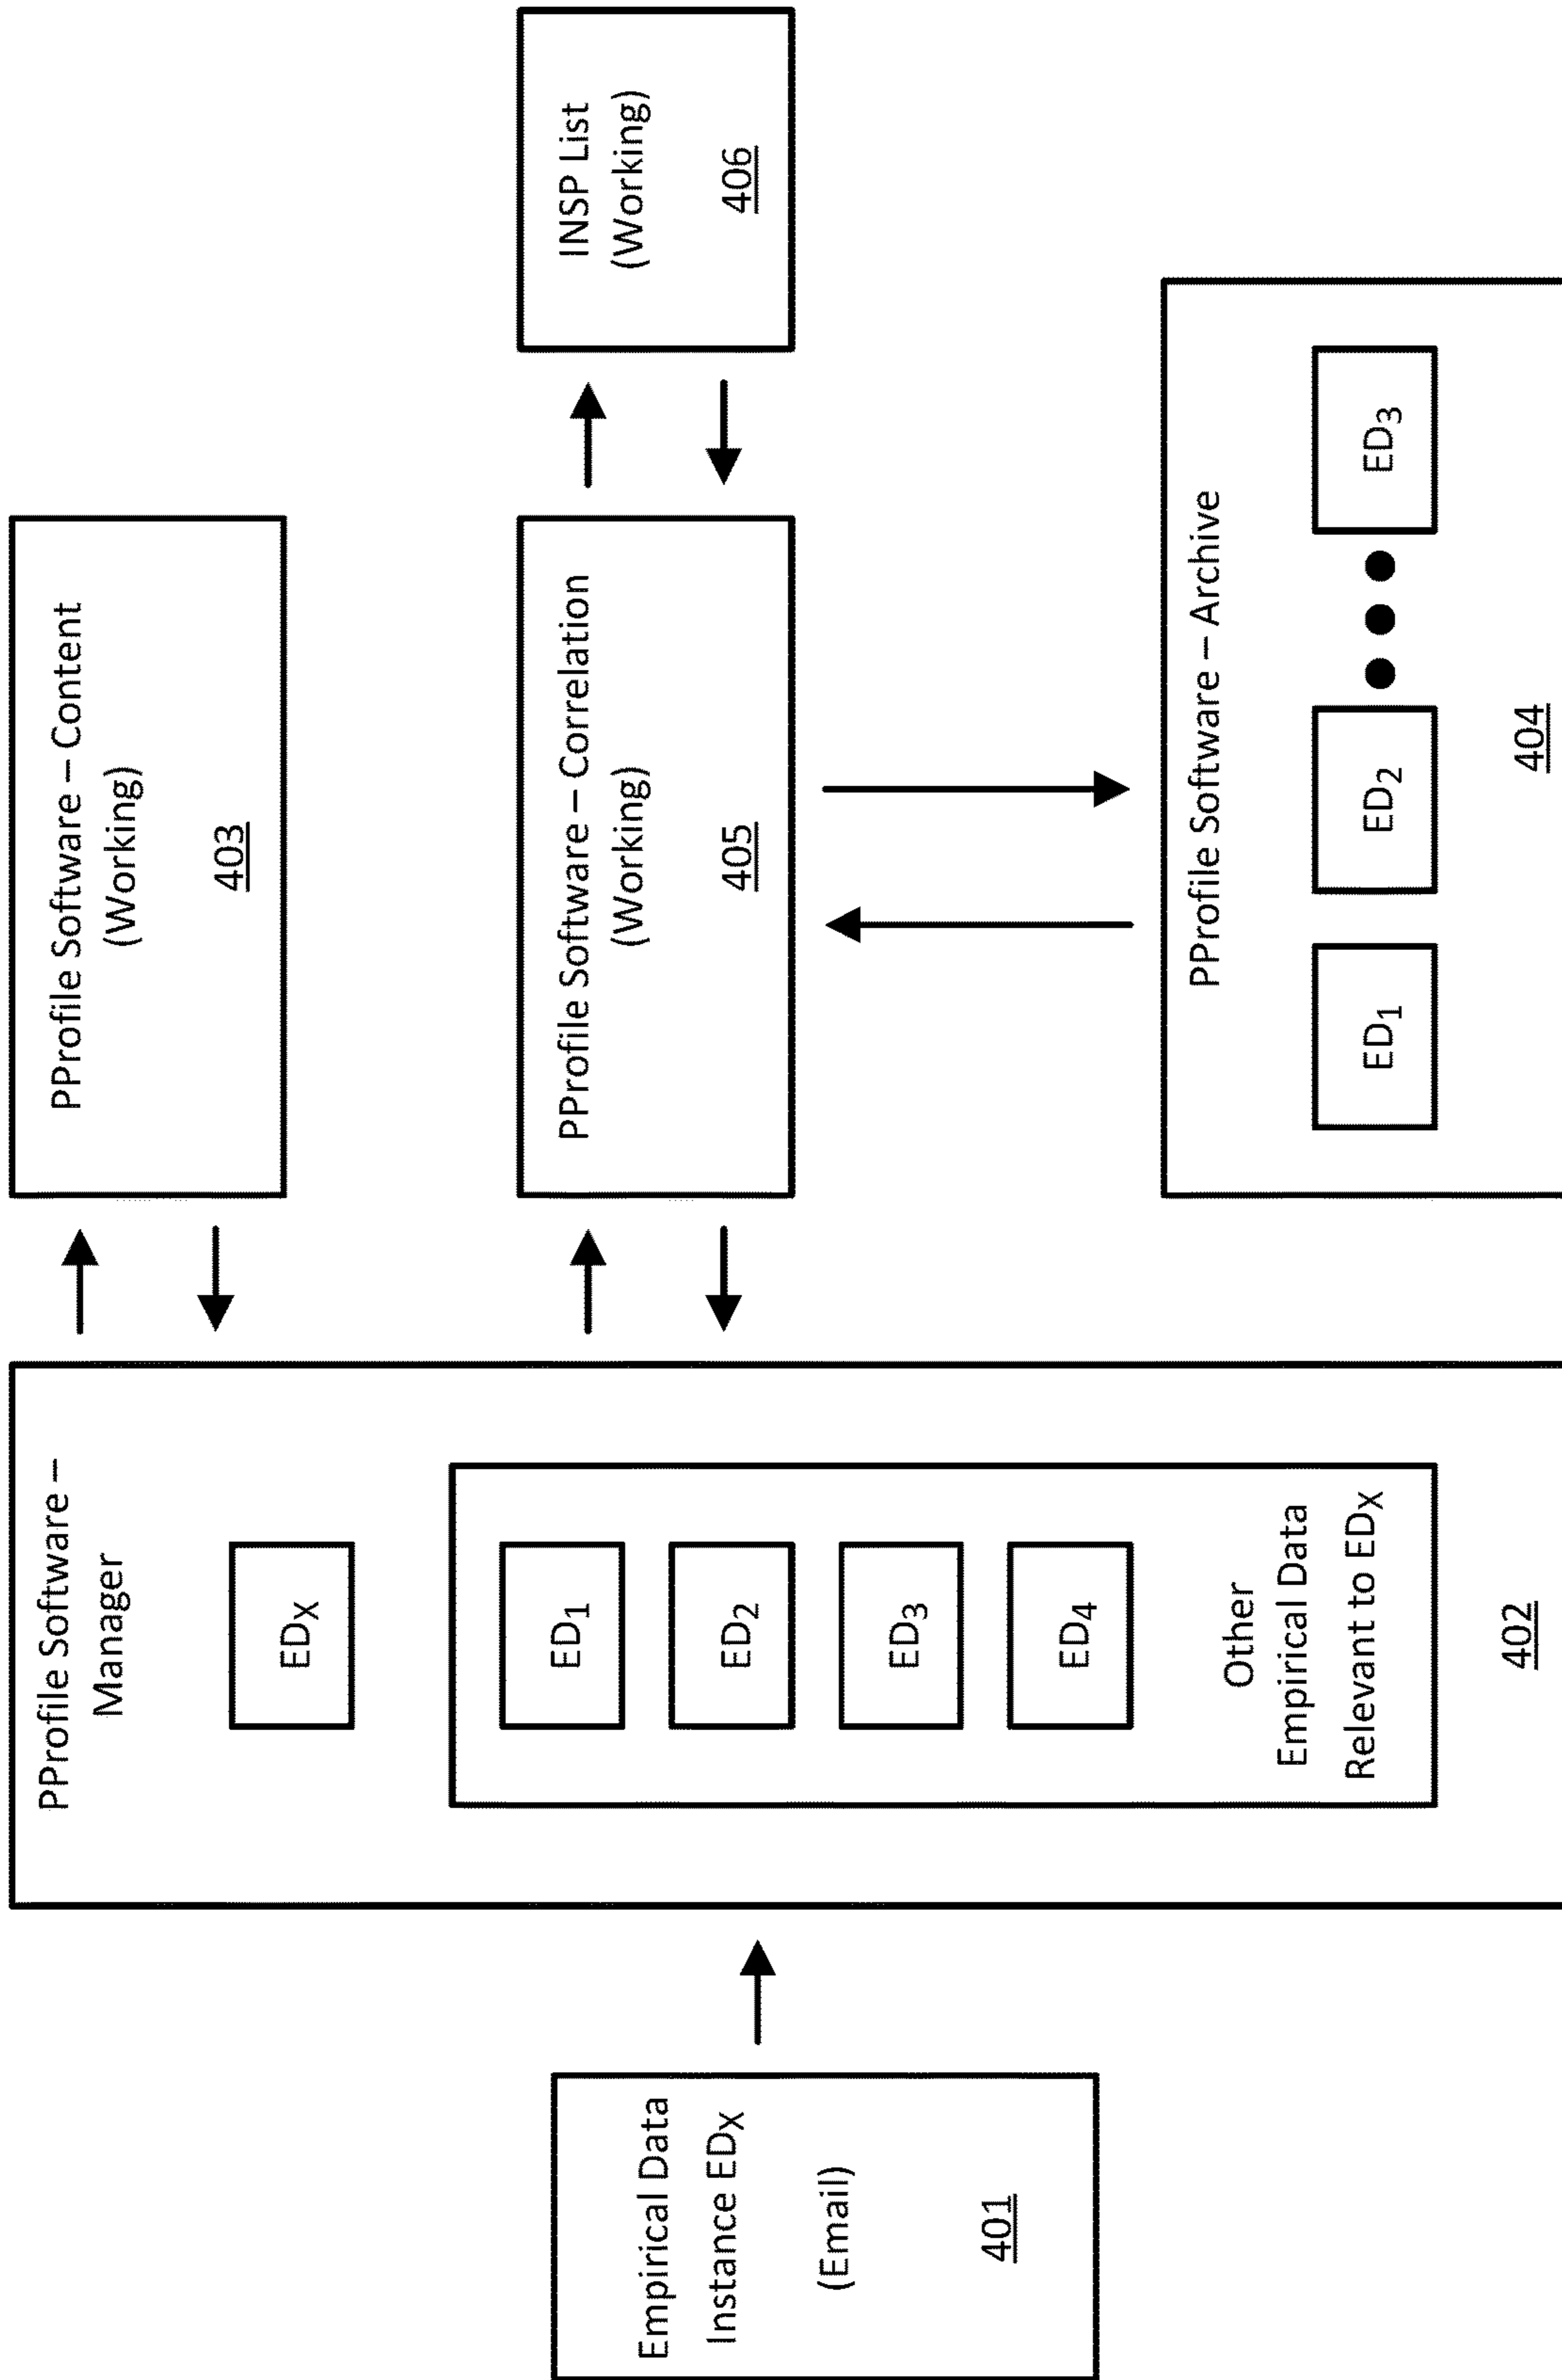 Empirical Data
Instance EDX
(Email)
401
PProfile Software –
Manager
EDX
ED1
ED2
ED3
ED4
Other
Empirical Data
Relevant to EDX
402
PProfile Software – Content
(Working)
403
PProfile Software – Correlation
(Working)
405
INSP List
(Working)
406
PProfile Software – Archive
ED1
ED2
ED3
404